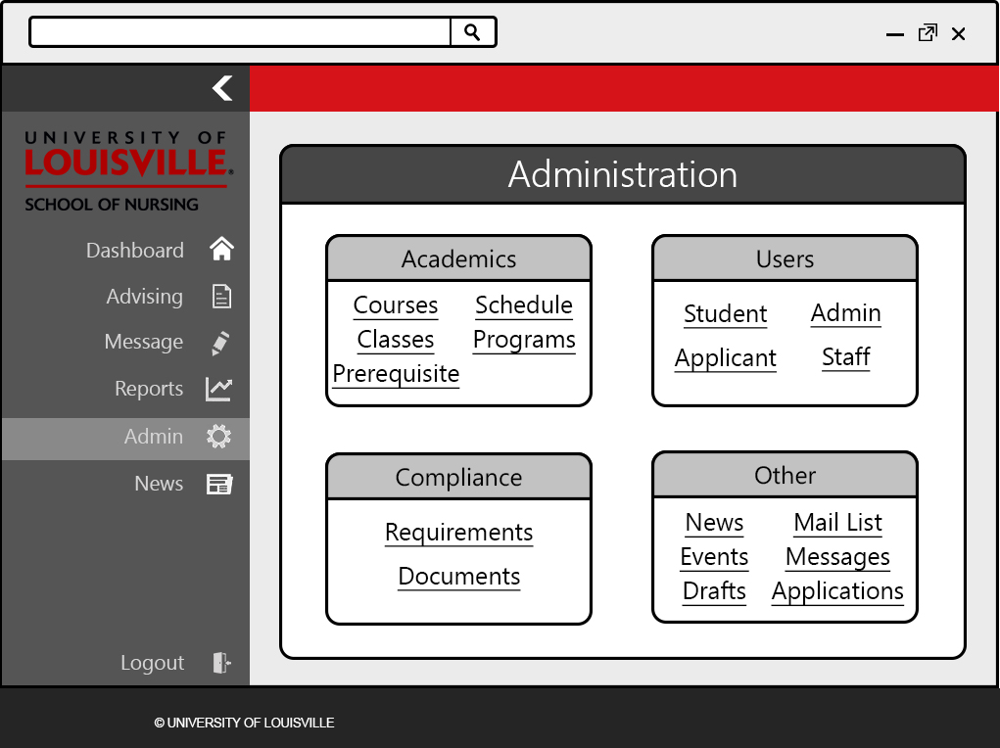 UNIVERSITY OF
LOUISVILLE.
SCHOOL OF NURSING
Dashboard
Advising
Message
Reports
Admin
News
Logout
Administration
Academics
Courses Schedule
Classes Programs
Prerequisite
Users
Student Admin
Applicant Staff
Compliance
Requirements
Documents
Other
News Mail List
Events Messages
Drafts Applications
© UNIVERSITY OF LOUISVILLE